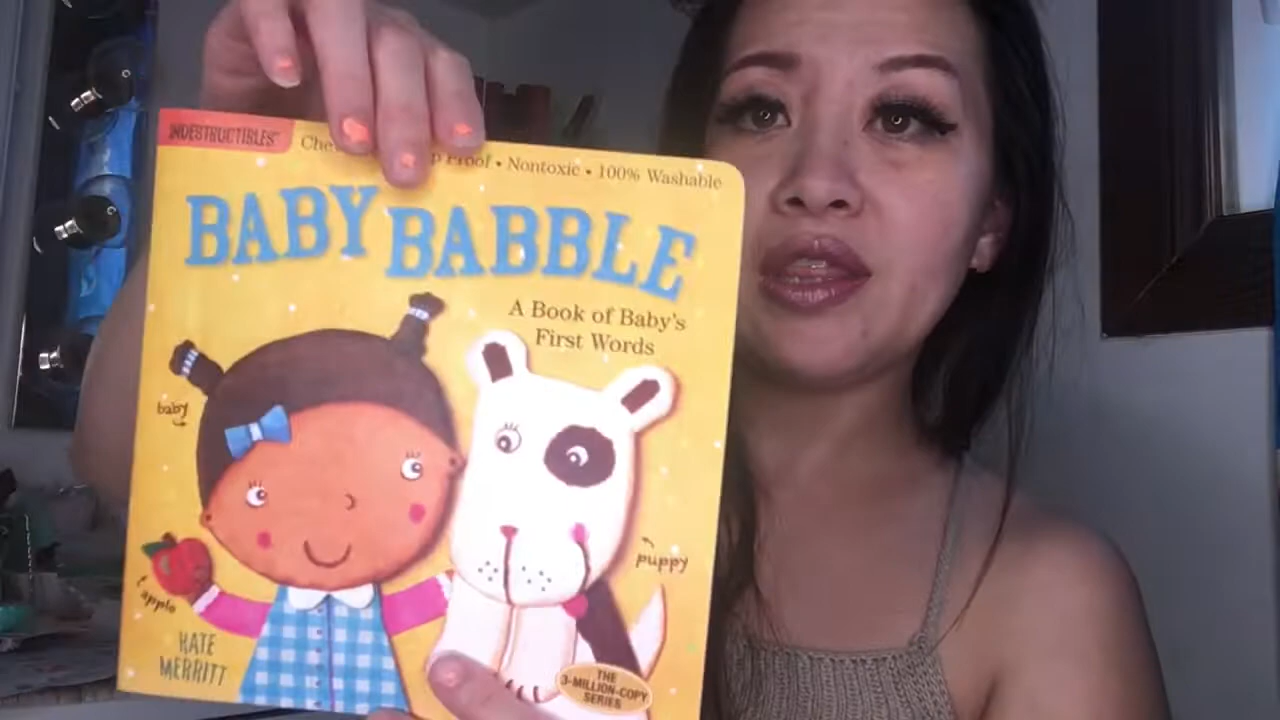 INDESTRUCTIBLES
Proof • Nontoxic • 100% Washable
BABY BABBLE
A Book of Baby's
First Words
baby
puppy
apple
KATE
MERRITT
THE
3-MILLION-COPY
SERIES